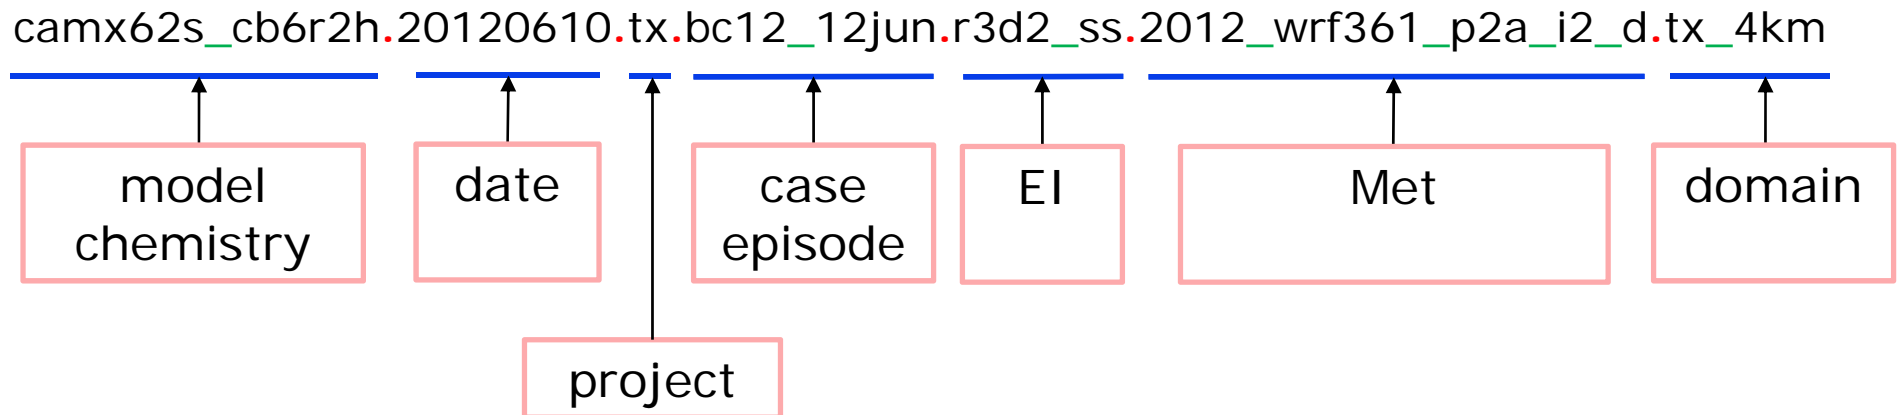 camx62s_cb6r2h.20120610.tx.bc12_12jun.r3d2_ss.2012_wrf361_p2a_i2_d.tx_4km
model
chemistry
date
case
episode
EI
Met
domain
project